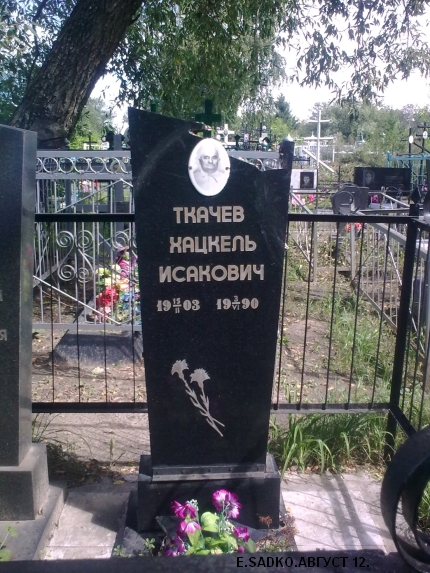 ТКАЧЕВ
ХАЦКЕЛЬ
ИСАКОВИЧ
19 15/II 03 19 3/VI 90
E.SADKO.АВГУСТ 12.